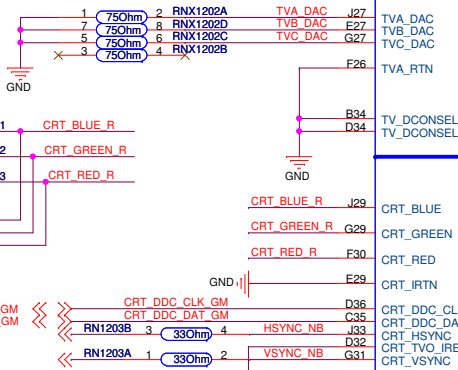 1 75Ohm 2 RNX1202A TVA_DAC J27 TVA_DAC
7 75Ohm 8 RNX1202D TVB_DAC E27 TVB_DAC
5 75Ohm 6 RNX1202C TVC_DAC G27 TVC_DAC
3 75Ohm 4 RNX1202B
F26 TVA_RTN
GND
B34 TV_DCONSEL
1 CRT_BLUE_R D34 TV_DCONSEL
2 CRT_GREEN_R
GND
3 CRT_RED_R
CRT_BLUE_R J29 CRT_BLUE
CRT_GREEN_R G29 CRT_GREEN
CRT_RED_R F30 CRT_RED
GND E29 CRT_IRTN
GM CRT_DDC_CLK_GM D36 CRT_DDC_CL
GM CRT_DDC_DAT_GM C35 CRT_DDC_DA
RN1203B 3 33Ohm 4 HSYNC_NB J33 CRT_HSYNC
D32 CRT_TVO_IRE
RN1203A 1 33Ohm 2 VSYNC_NB G31 CRT_VSYNC